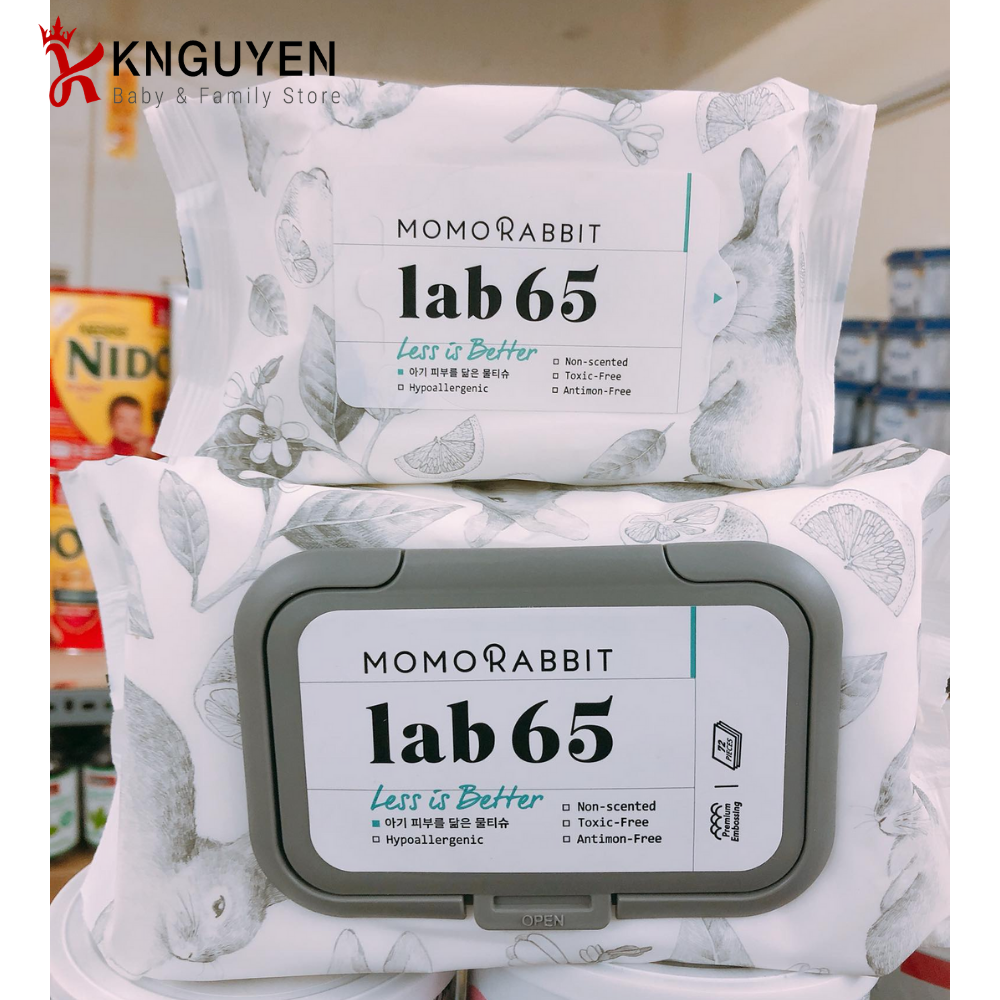 KNGUYEN
Baby & Family Store
MOMORABBIT
lab 65
Less is Better
아기 피부를 닮은 물티슈
Hypoallergenic
Non-scented
Toxic-Free
Antimon-Free
NIDO
MOMORABBIT
lab 65
Less is Better
아기 피부를 닮은 물티슈
Hypoallergenic
Non-scented
Toxic-Free
Antimon-Free
72
PIECES
Premium
Embossing
OPEN